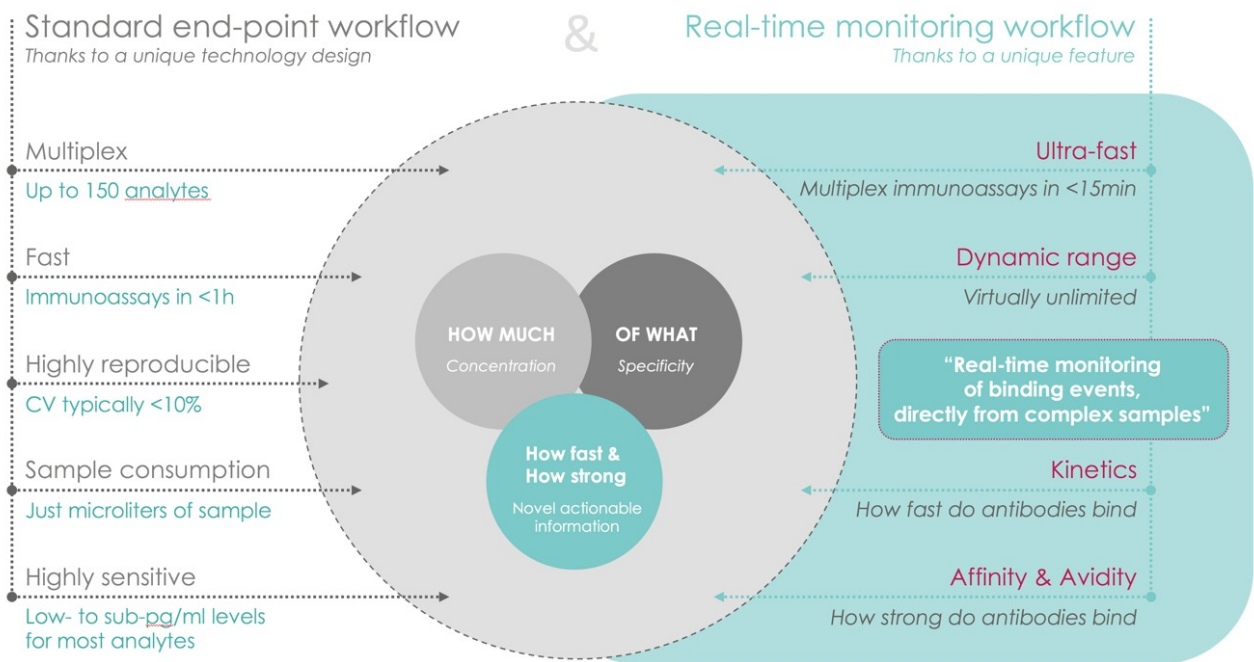 Standard end-point workflow
Thanks to a unique technology design
&
Real-time monitoring workflow
Thanks to a unique feature
Multiplex
Up to 150 analytes
Fast
Immunoassays in <1h
Highly reproducible
CV typically <10%
Sample consumption
Just microliters of sample
Highly sensitive
Low- to sub-pg/ml levels
for most analytes
HOW MUCH
Concentration
OF WHAT
Specificity
How fast &
How strong
Novel actionable
information
Ultra-fast
Multiplex immunoassays in <15min
Dynamic range
Virtually unlimited
“Real-time monitoring
of binding events,
directly from complex samples”
Kinetics
How fast do antibodies bind
Affinity & Avidity
How strong do antibodies bind